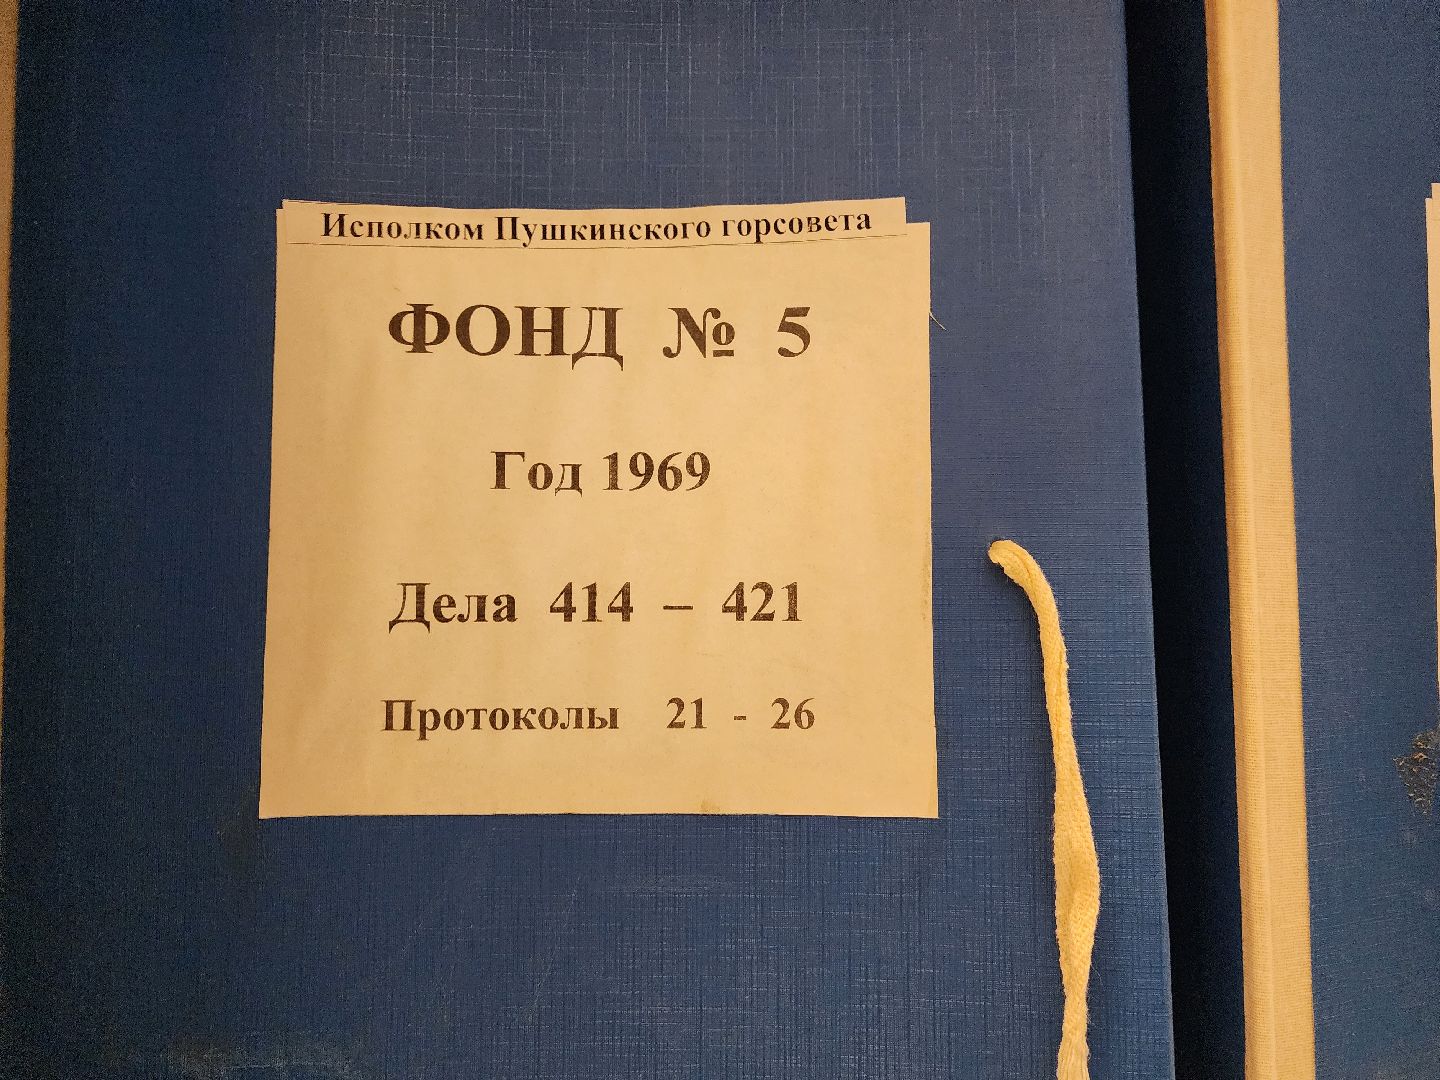 Исполком Пушкинского горсовета
ФОНД № 5
Год 1969
Дела 414 – 421
Протоколы 21 - 26